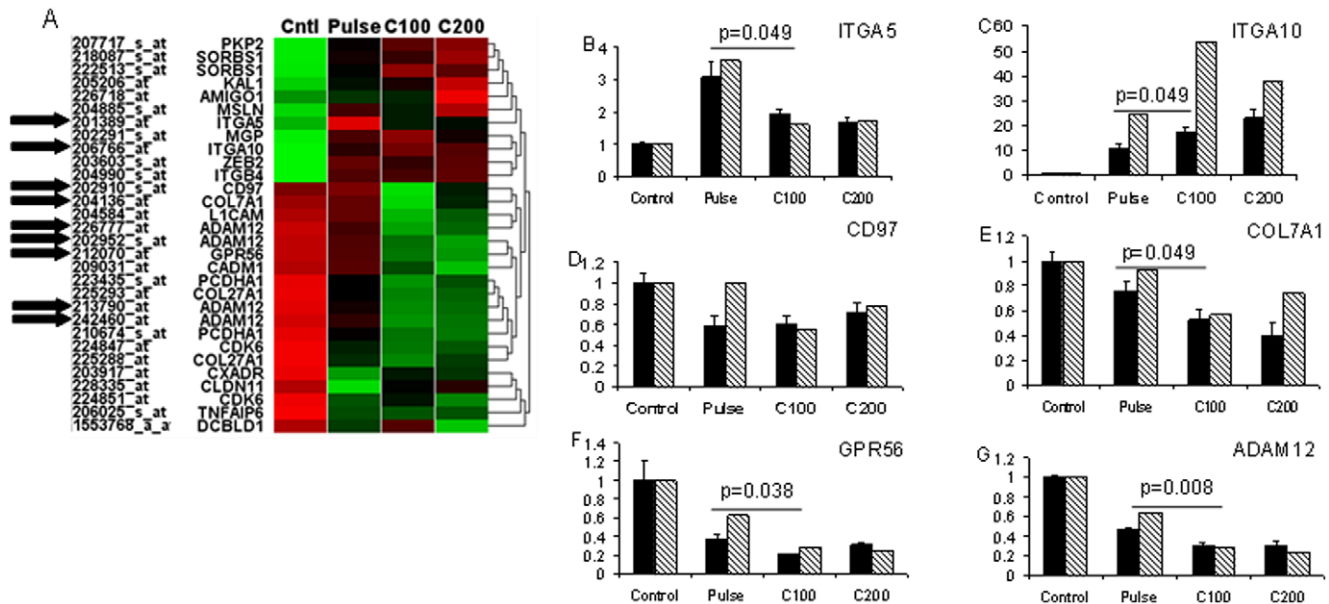 A
Cntl Pulse C100 C200
207717_s_at PKP2
218087_s_at SORBS1
222513_s_at SORBS1
205206_at KAL1
226718_at AMIGO1
204885_s_at MSLN
201389_at ITGA5
202291_s_at MGP
206766_at ITGA10
203603_s_at ZEB2
204990_s_at ITGB4
202910_s_at CD97
204136_at COL7A1
204584_at L1CAM
226777_at ADAM12
202952_s_at ADAM12
212070_at GPR56
209031_at CADM1
223435_s_at PCDHA1
225293_at COL27A1
213790_at ADAM12
242460_at ADAM12
210674_s_at PCDHA1
224847_at CDK6
225288_at COL27A1
203917_at CXADR
228335_at CLDN11
224851_at CDK6
206025_s_at TNFAIP6
1553768_a_a DCBLD1
B ITGA5
p=0.049
4
3
2
1
0
Control Pulse C100 C200
C ITGA10
p=0.049
60
50
40
30
20
10
0
Control Pulse C100 C200
D CD97
1.2
1
0.8
0.6
0.4
0.2
0
Control Pulse C100 C200
E COL7A1
p=0.049
1.2
1
0.8
0.6
0.4
0.2
0
Control Pulse C100 C200
F GPR56
p=0.038
1.4
1.2
1
0.8
0.6
0.4
0.2
0
Control Pulse C100 C200
G ADAM12
p=0.008
1.2
1
0.8
0.6
0.4
0.2
0
Control Pulse C100 C200